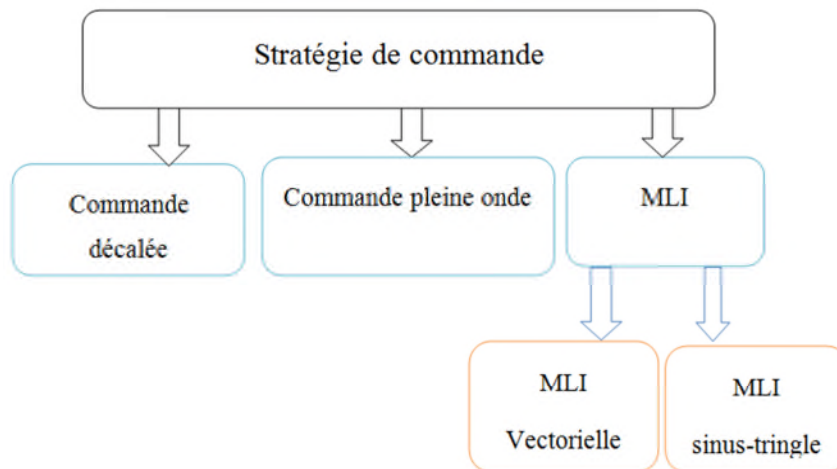 Stratégie de commande
Commande
décalée
Commande pleine onde
MLI
MLI
Vectorielle
MLI
sinus-tringle